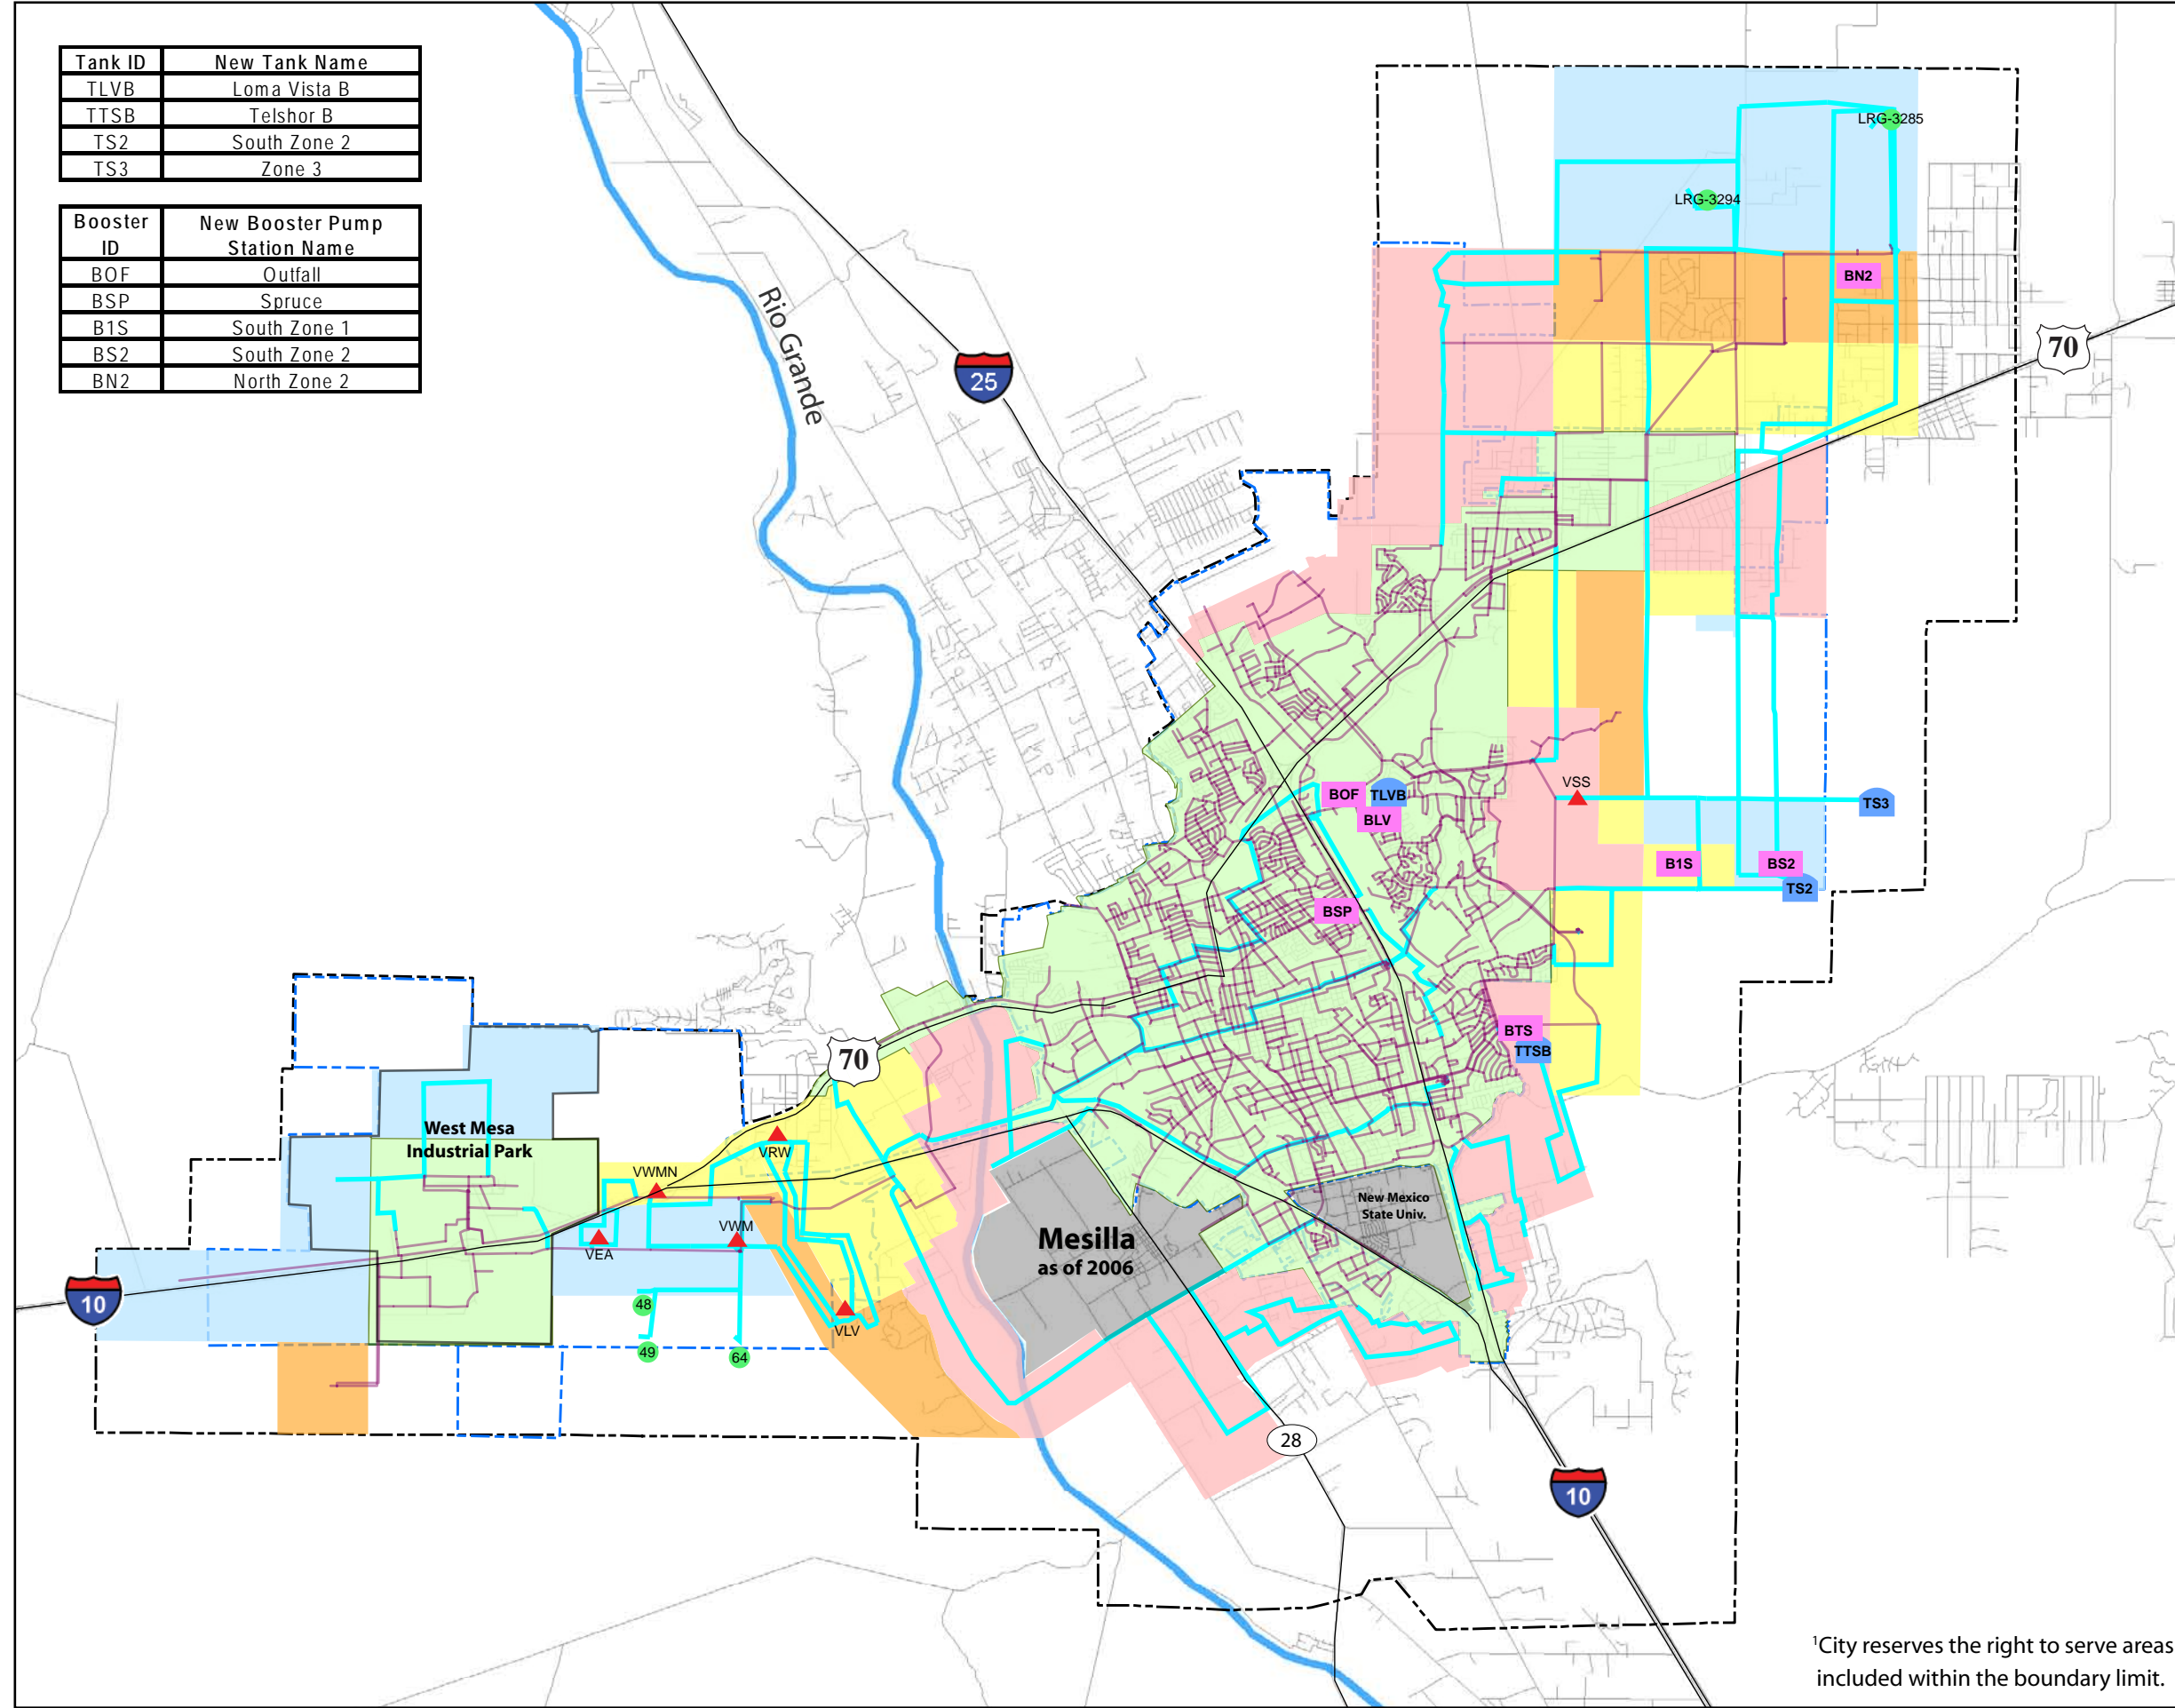 Tank ID New Tank Name
TLVB Loma Vista B
TTSB Telshor B
TS2 South Zone 2
TS3 Zone 3
Booster ID New Booster Pump Station Name
BOF Outfall
BSP Spruce
B1S South Zone 1
BS2 South Zone 2
BN2 North Zone 2
LRG-3285
LRG-3294
BN2
Rio Grande
70
25
VSS
BOF
TLVB
TS3
BLV
B1S
BS2
TS2
BSP
BTS
TTSB
70
West Mesa
Industrial Park
VRW
VWMN
VWM
VEA
New Mexico
State Univ.
Mesilla
as of 2006
10
48
VLV
49
64
28
10
1City reserves the right to serve areas
included within the boundary limit.